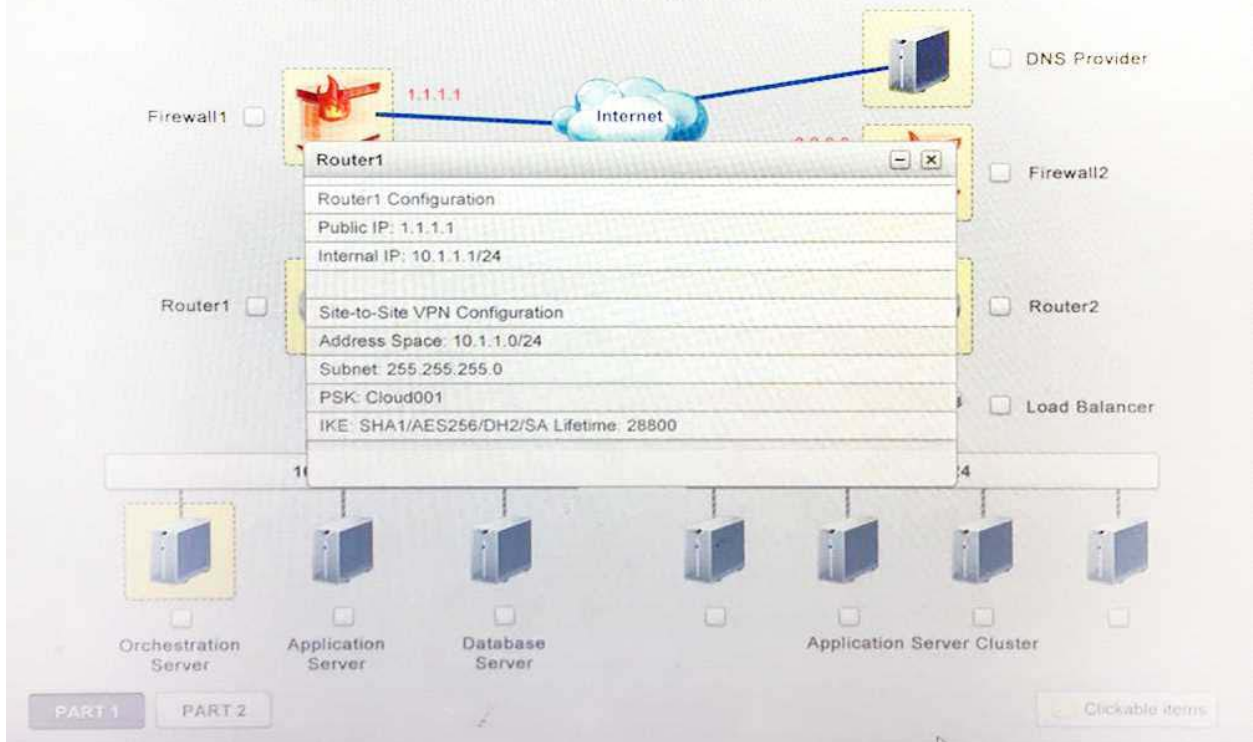 DNS Provider
Firewall1
1.1.1.1
Internet
Router1
Firewall2
Router1 Configuration
Public IP: 1.1.1.1
Internal IP: 10.1.1.1/24
Router1
Site-to-Site VPN Configuration
Router2
Address Space: 10.1.1.0/24
Subnet: 255.255.255.0
PSK: Cloud001
Load Balancer
IKE: SHA1/AES256/DH2/SA Lifetime: 28800
Orchestration Server
Application Server
Database Server
Application Server Cluster
PART 1
PART 2
Clickable items